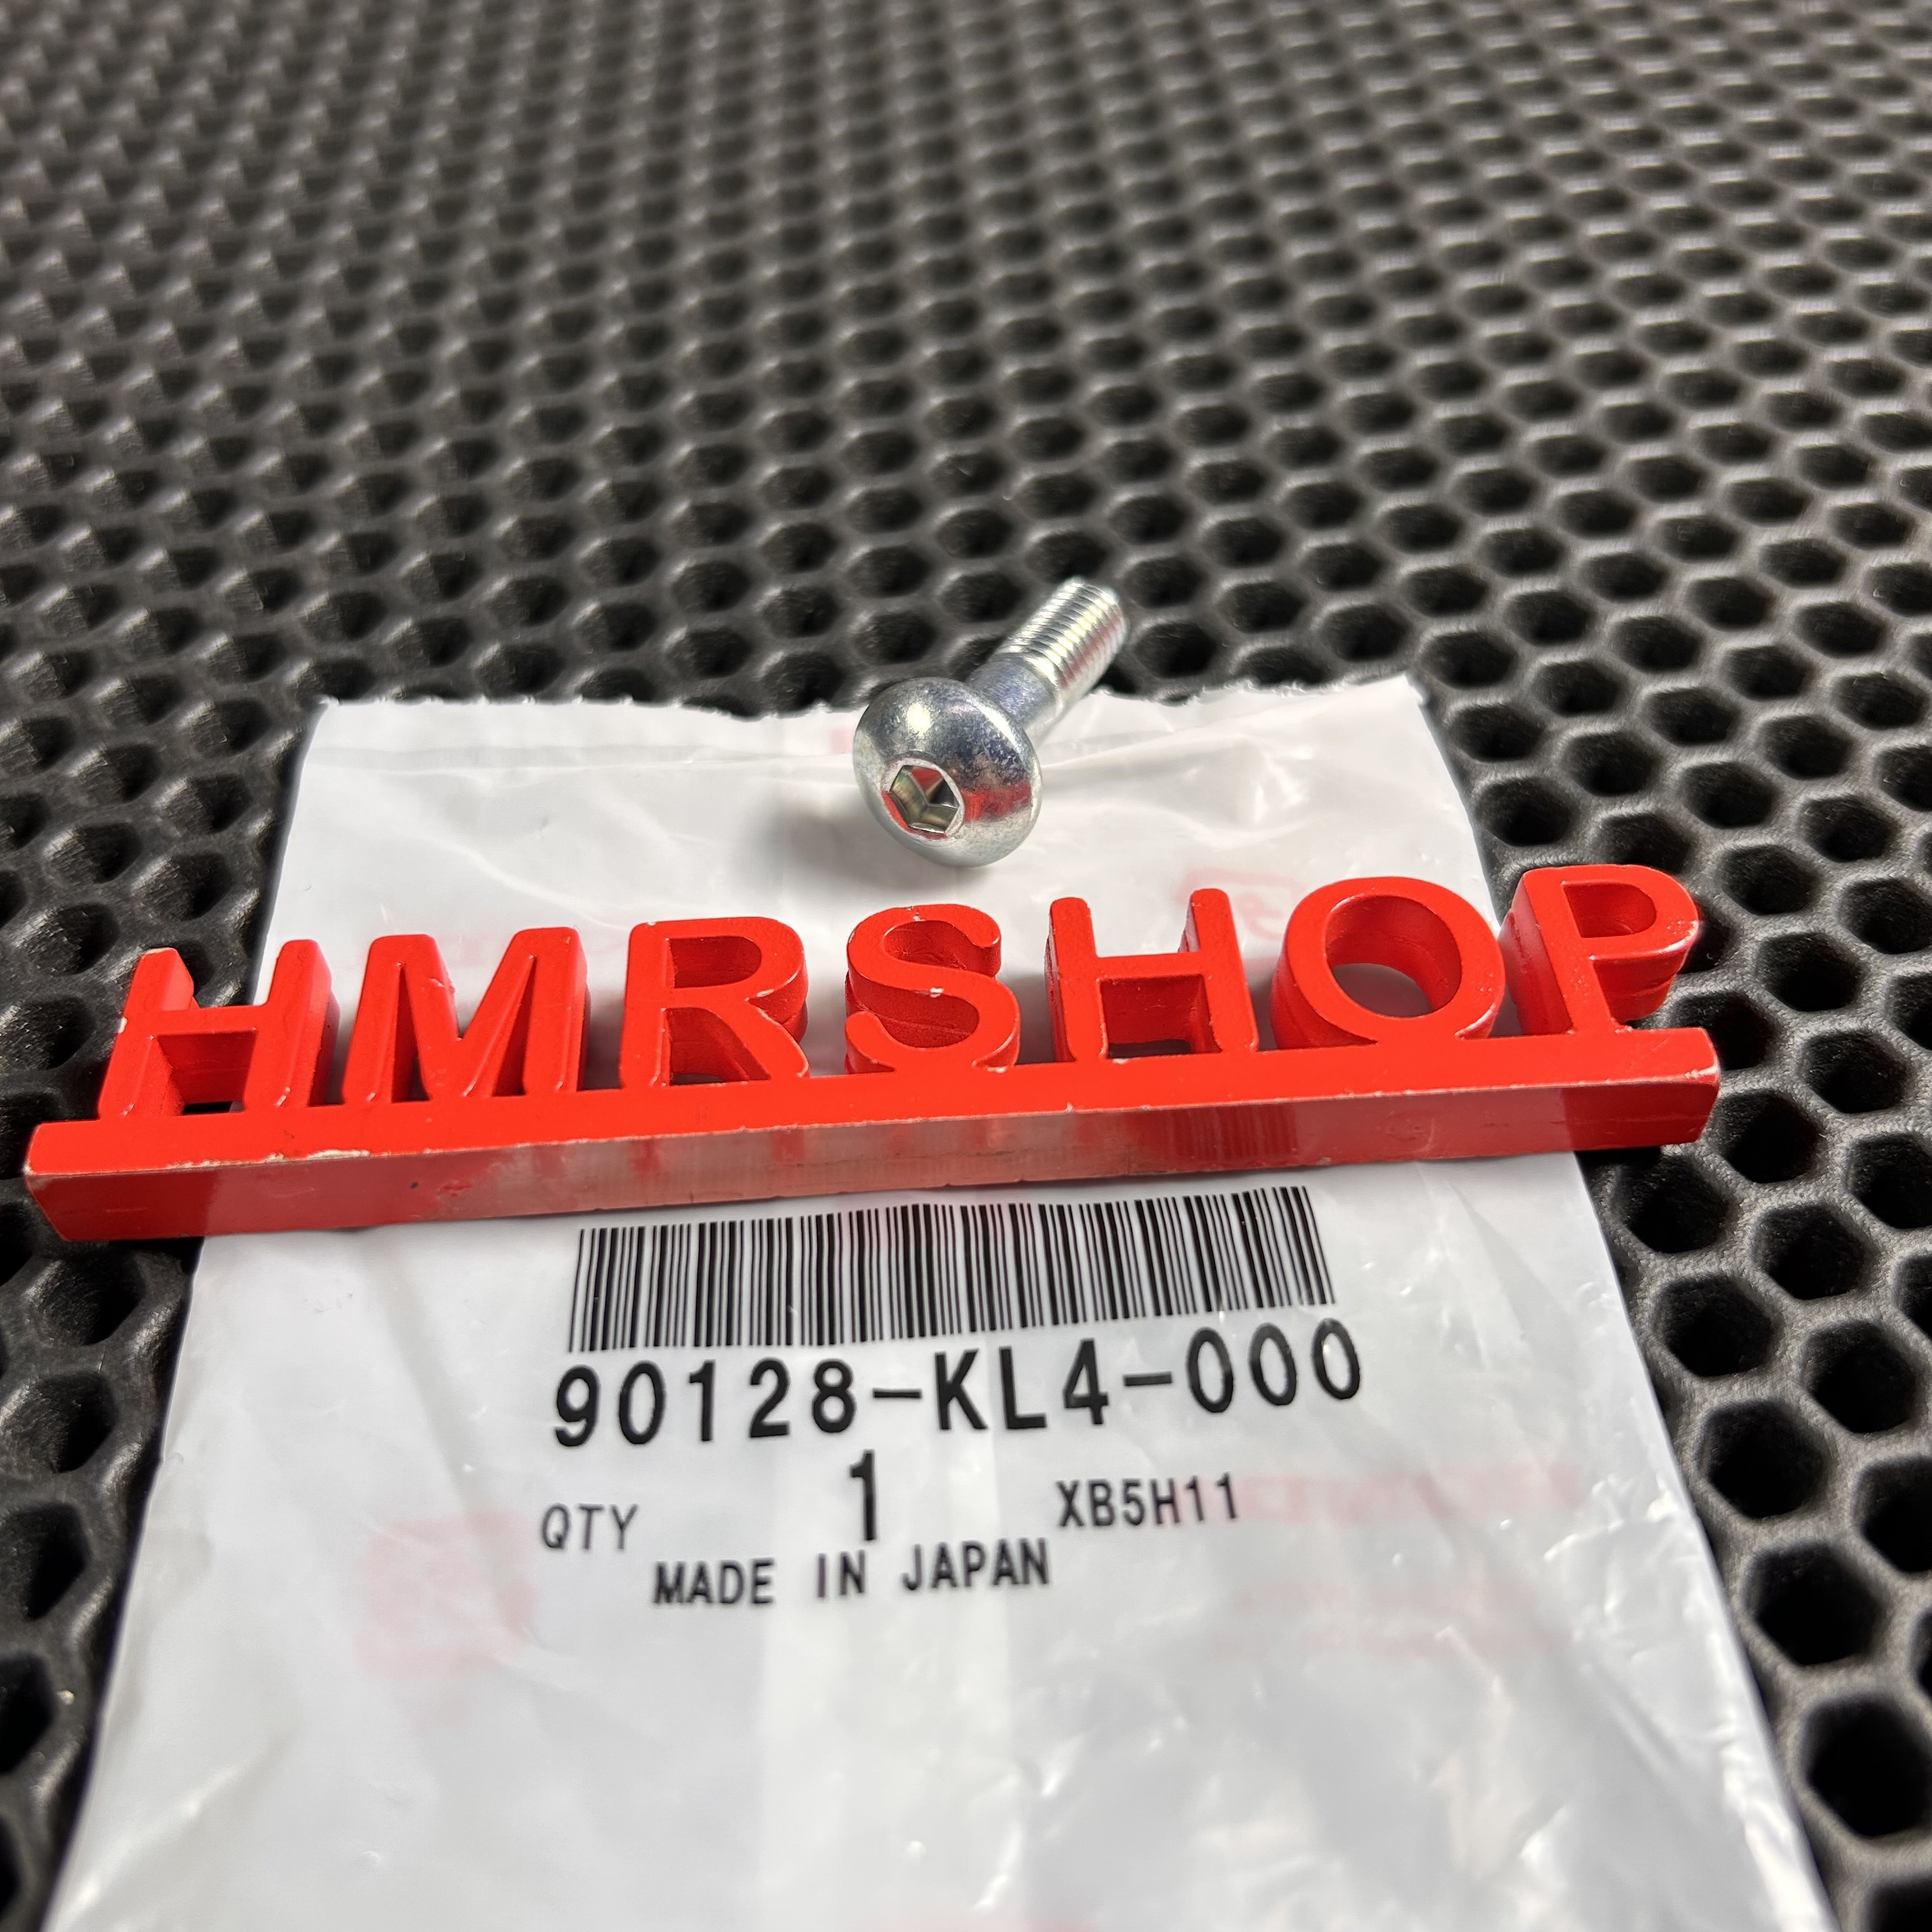 HMRSHOP
90128-KL4-000
QTY 1 XB5H11
MADE IN JAPAN